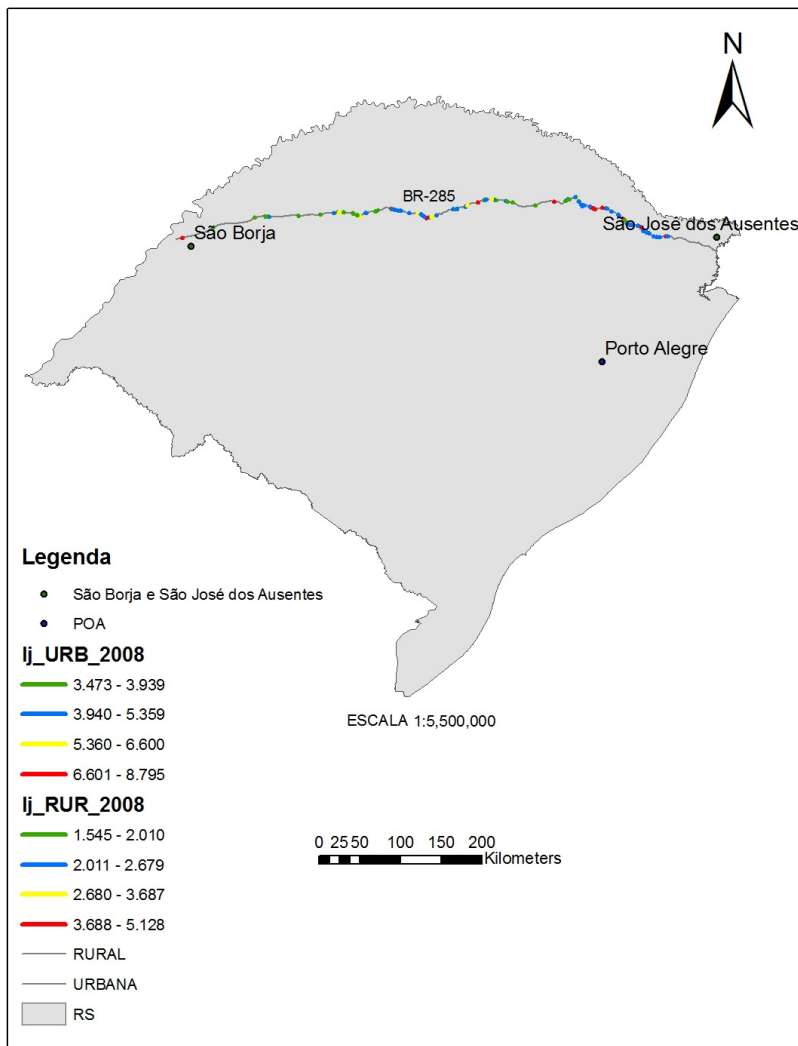 N
BR-285
São Borja
São José dos Ausentes
Porto Alegre
Legenda
São Borja e São José dos Ausentes
POA
Ij_URB_2008
3.473 - 3.939
3.940 - 5.359
5.360 - 6.600
6.601 - 8.795
Ij_RUR_2008
1.545 - 2.010
2.011 - 2.679
2.680 - 3.687
3.688 - 5.128
RURAL
URBANA
RS
ESCALA 1:5,500,000
0 25 50 100 150 200
Kilometers